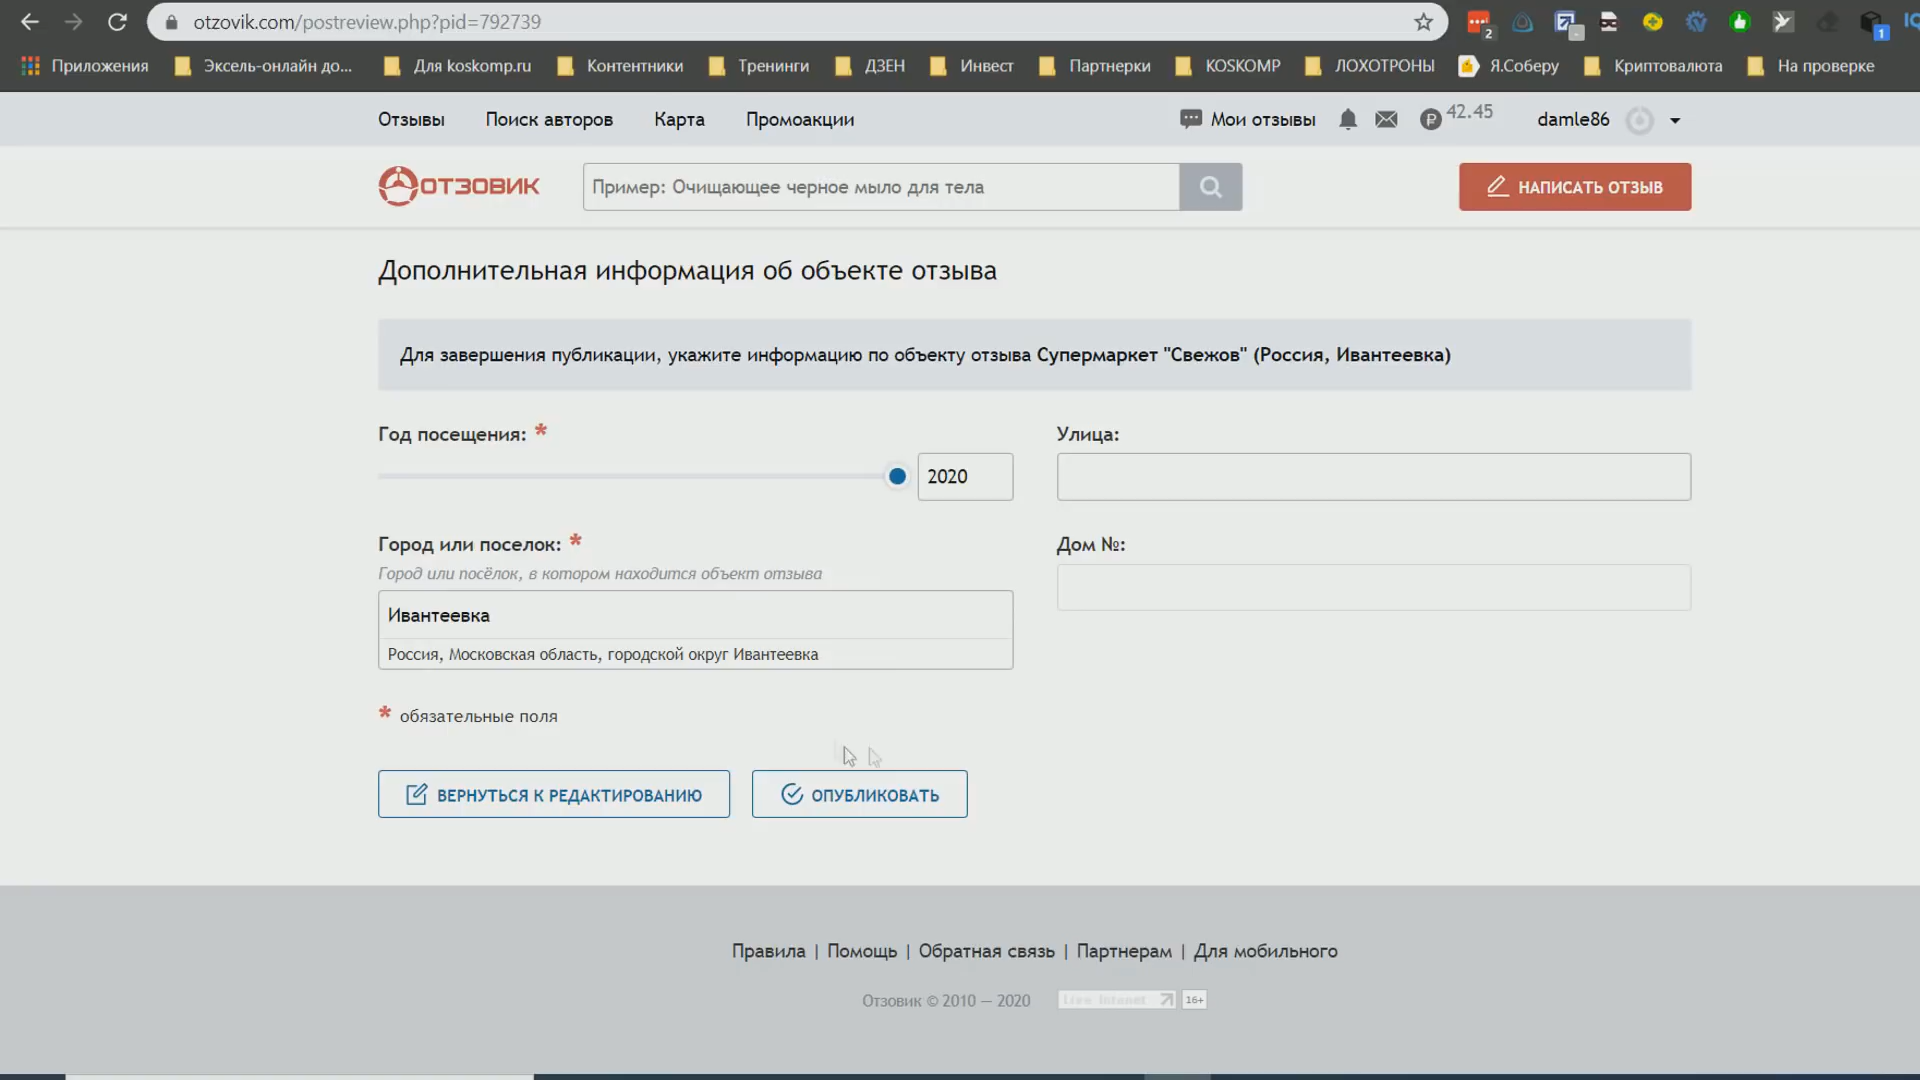 otzovik.com/postreview.php?pid=792739
2
1
Приложения Эксель-онлайн до... Для koskomp.ru Контентники Тренинги ДЗЕН Инвест Партнерки KOSKOMP ЛОХОТРОНЫ Я.Соберу Криптовалюта На проверке
Отзывы Поиск авторов Карта Промоакции Мои отзывы 42.45 damle86
ОТЗОВИК Пример: Очищающее черное мыло для тела НАПИСАТЬ ОТЗЫВ
Дополнительная информация об объекте отзыва
Для завершения публикации, укажите информацию по объекту отзыва Супермаркет "Свежов" (Россия, Ивантеевка)
Год посещения: * Улица:
2020
Город или поселок: * Дом №:
Город или посёлок, в котором находится объект отзыва
Ивантеевка
Россия, Московская область, городской округ Ивантеевка
* обязательные поля
ВЕРНУТЬСЯ К РЕДАКТИРОВАНИЮ ОПУБЛИКОВАТЬ
Правила | Помощь | Обратная связь | Партнерам | Для мобильного
Отзовик © 2010 — 2020 Live Intenet 16+